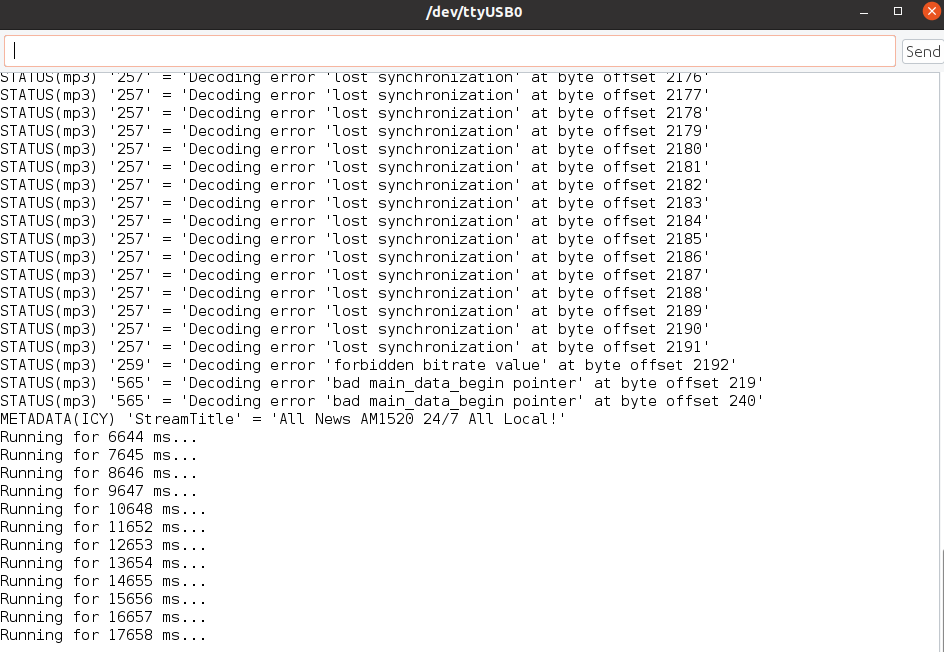 /dev/ttyUSB0
Send
STATUS(mp3) '257' = 'Decoding error 'lost synchronization' at byte offset 2176'
STATUS(mp3) '257' = 'Decoding error 'lost synchronization' at byte offset 2177'
STATUS(mp3) '257' = 'Decoding error 'lost synchronization' at byte offset 2178'
STATUS(mp3) '257' = 'Decoding error 'lost synchronization' at byte offset 2179'
STATUS(mp3) '257' = 'Decoding error 'lost synchronization' at byte offset 2180'
STATUS(mp3) '257' = 'Decoding error 'lost synchronization' at byte offset 2181'
STATUS(mp3) '257' = 'Decoding error 'lost synchronization' at byte offset 2182'
STATUS(mp3) '257' = 'Decoding error 'lost synchronization' at byte offset 2183'
STATUS(mp3) '257' = 'Decoding error 'lost synchronization' at byte offset 2184'
STATUS(mp3) '257' = 'Decoding error 'lost synchronization' at byte offset 2185'
STATUS(mp3) '257' = 'Decoding error 'lost synchronization' at byte offset 2186'
STATUS(mp3) '257' = 'Decoding error 'lost synchronization' at byte offset 2187'
STATUS(mp3) '257' = 'Decoding error 'lost synchronization' at byte offset 2188'
STATUS(mp3) '257' = 'Decoding error 'lost synchronization' at byte offset 2189'
STATUS(mp3) '257' = 'Decoding error 'lost synchronization' at byte offset 2190'
STATUS(mp3) '257' = 'Decoding error 'lost synchronization' at byte offset 2191'
STATUS(mp3) '259' = 'Decoding error 'forbidden bitrate value' at byte offset 2192'
STATUS(mp3) '565' = 'Decoding error 'bad main_data_begin pointer' at byte offset 219'
STATUS(mp3) '565' = 'Decoding error 'bad main_data_begin pointer' at byte offset 240'
METADATA(ICY) 'StreamTitle' = 'All News AM1520 24/7 All Local!'
Running for 6644 ms...
Running for 7645 ms...
Running for 8646 ms...
Running for 9647 ms...
Running for 10648 ms...
Running for 11652 ms...
Running for 12653 ms...
Running for 13654 ms...
Running for 14655 ms...
Running for 15656 ms...
Running for 16657 ms...
Running for 17658 ms...